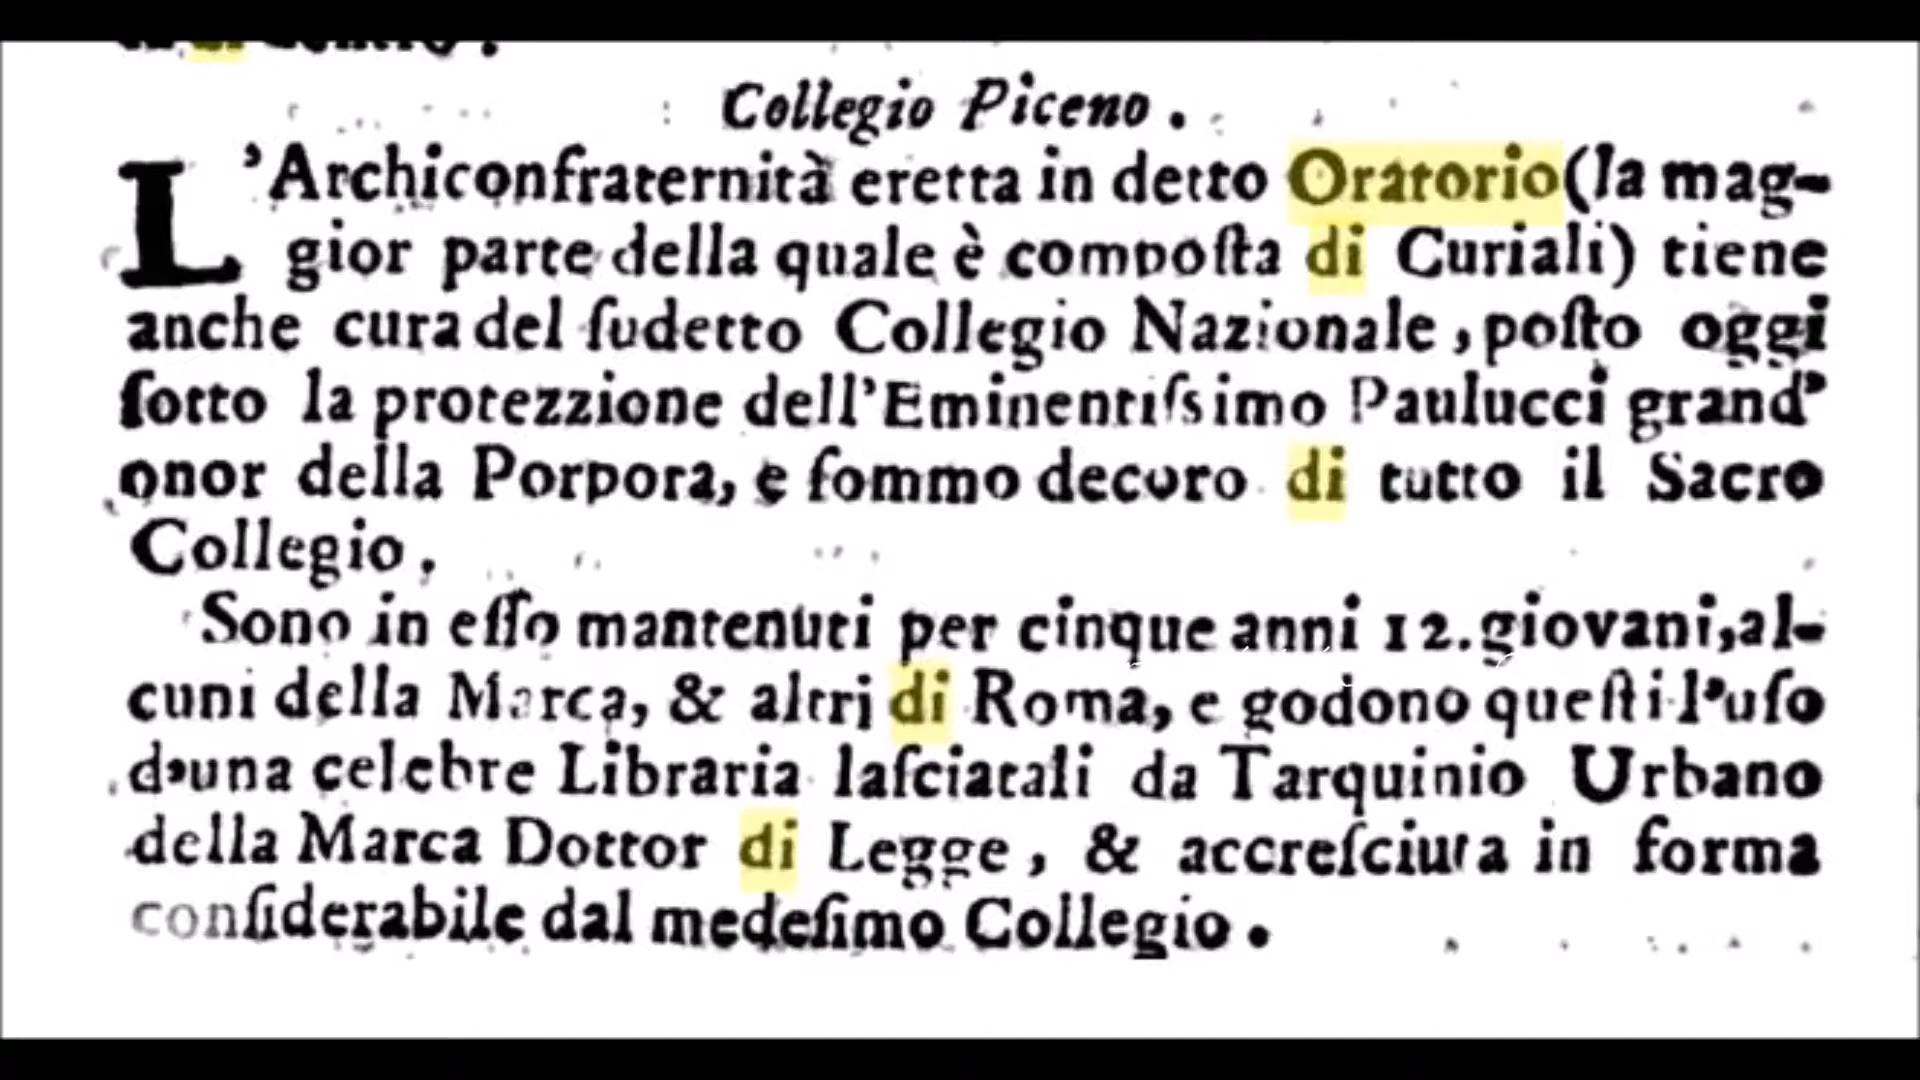 Collegio Piceno.
L'Archiconfraternità eretta in detto Oratorio (la mag-
gior parte della quale è compoſta di Curiali) tiene
anche cura del ſudetto Collegio Nazionale, poſto oggi
ſotto la protezzione dell'Eminentiſsimo Paulucci grand'
onor della Porpora, e ſommo decoro di tutto il Sacro
Collegio.
Sono in eſſo mantenuti per cinque anni 12. giovani, al-
cuni della Marca, & altri di Roma, e godono queſti l'uſo
d'una celebre Libraria laſciatali da Tarquinio Urbano
della Marca Dottor di Legge, & accreſciuta in forma
conſiderabile dal medeſimo Collegio.